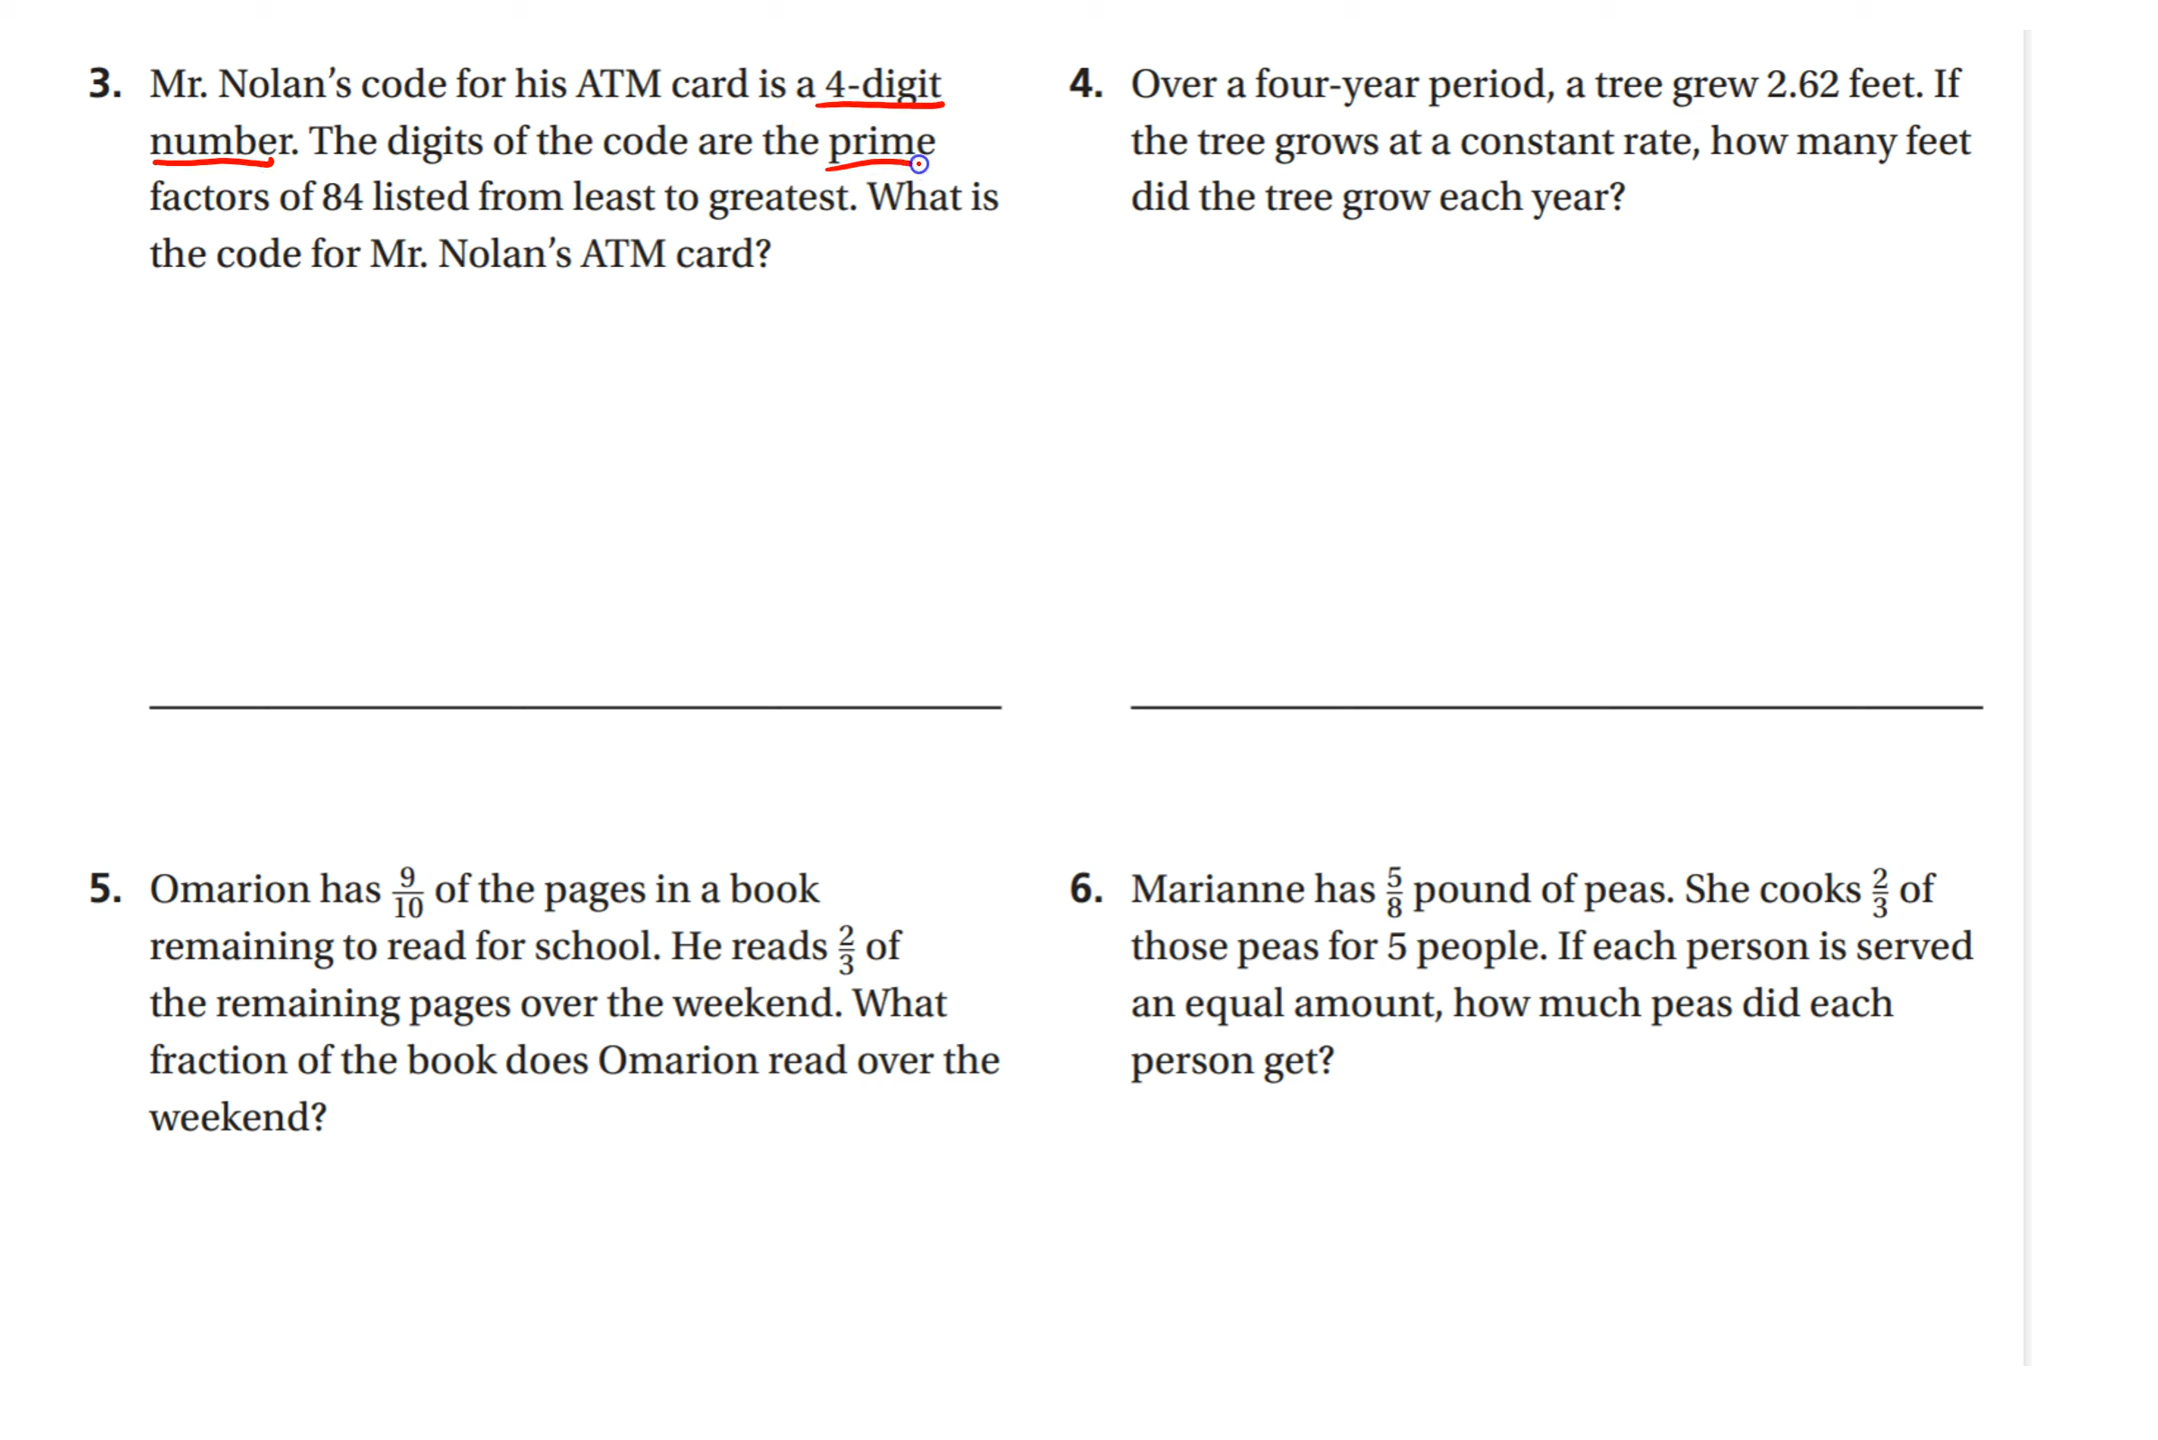 3. Mr. Nolan's code for his ATM card is a 4-digit
number. The digits of the code are the prime
factors of 84 listed from least to greatest. What is
the code for Mr. Nolan's ATM card?
4. Over a four-year period, a tree grew 2.62 feet. If
the tree grows at a constant rate, how many feet
did the tree grow each year?
5. Omarion has 9/10 of the pages in a book
remaining to read for school. He reads 2/3 of
the remaining pages over the weekend. What
fraction of the book does Omarion read over the
weekend?
6. Marianne has 5/8 pound of peas. She cooks 2/3 of
those peas for 5 people. If each person is served
an equal amount, how much peas did each
person get?